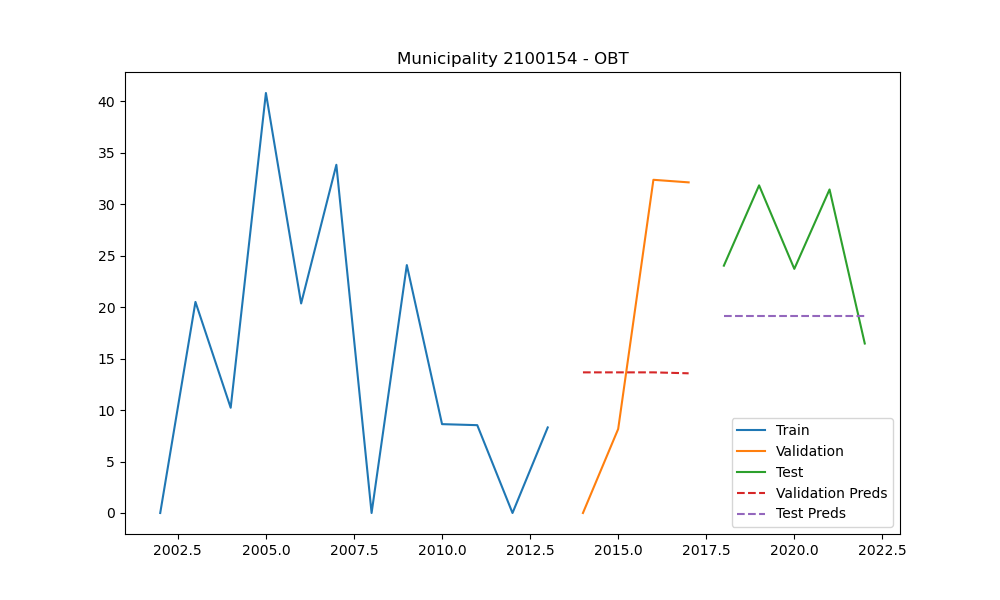 Municipality 2100154 - OBT
40
35
30
25
20
15
10
5
0
2002.5 2005.0 2007.5 2010.0 2012.5 2015.0 2017.5 2020.0 2022.5
Train
Validation
Test
Validation Preds
Test Preds